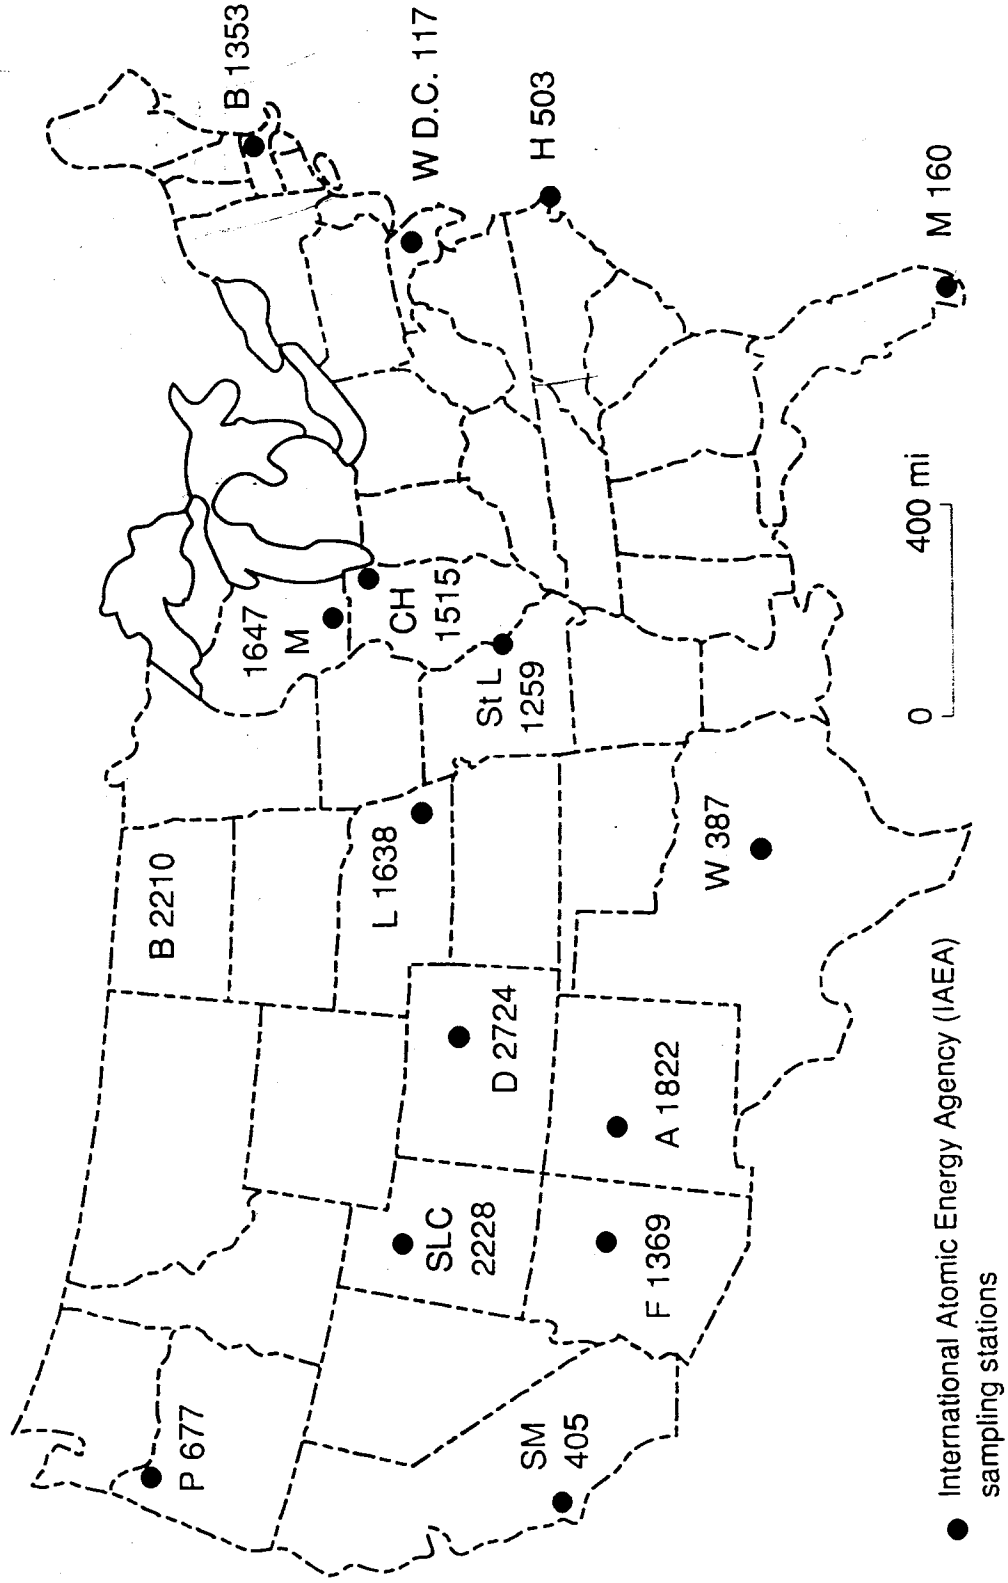 P 677
SM
405
SLC
2228
F 1369
D 2724
A 1822
B 2210
L 1638
W 387
1647
M
CH
1515
St L
1259
B 1353
W D.C. 117
H 503
M 160
0 400 mi
International Atomic Energy Agency (IAEA)
sampling stations